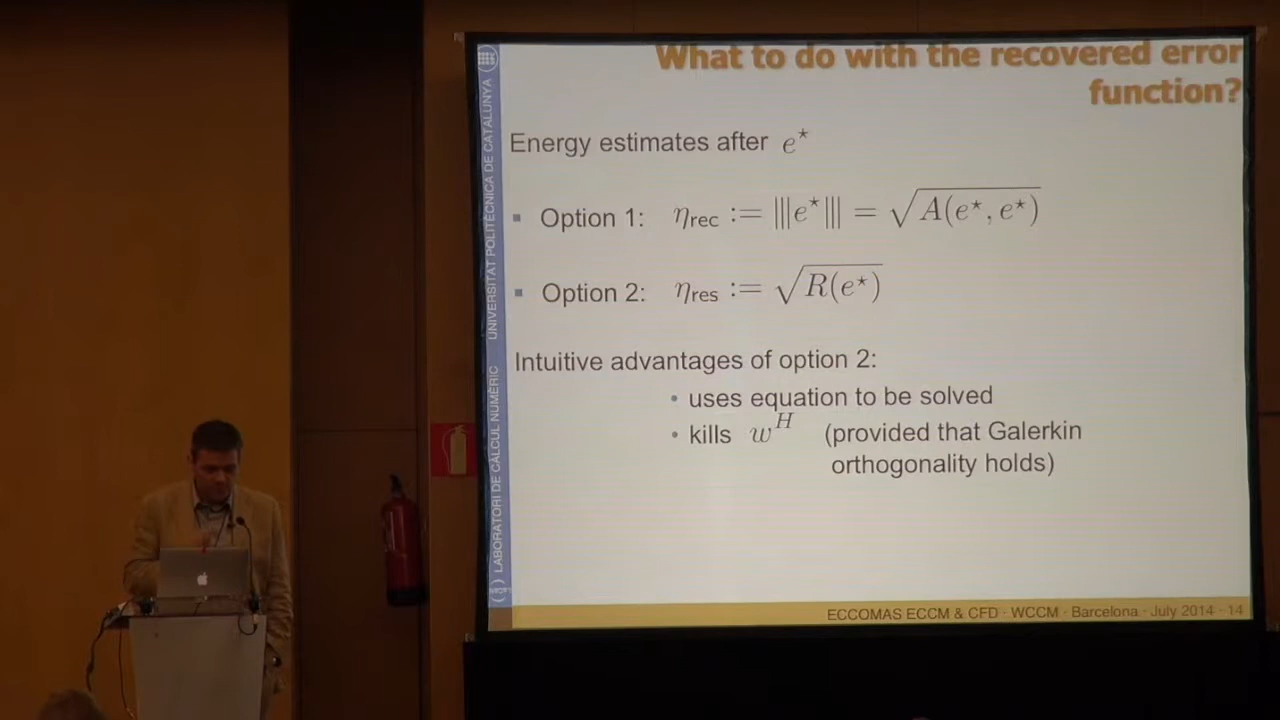 What to do with the recovered error
function?
Energy estimates after e*
Option 1: ηrec := |||e*||| = √A(e*, e*)
Option 2: ηres := √R(e*)
Intuitive advantages of option 2:
• uses equation to be solved
• kills w^H (provided that Galerkin
orthogonality holds)
ECCOMAS ECCM & CFD - WCCM - Barcelona - July 2014 - 14
UNIVERSITAT POLITÈCNICA DE CATALUNYA
LABORATORI DE CÀLCUL NUMÈRIC